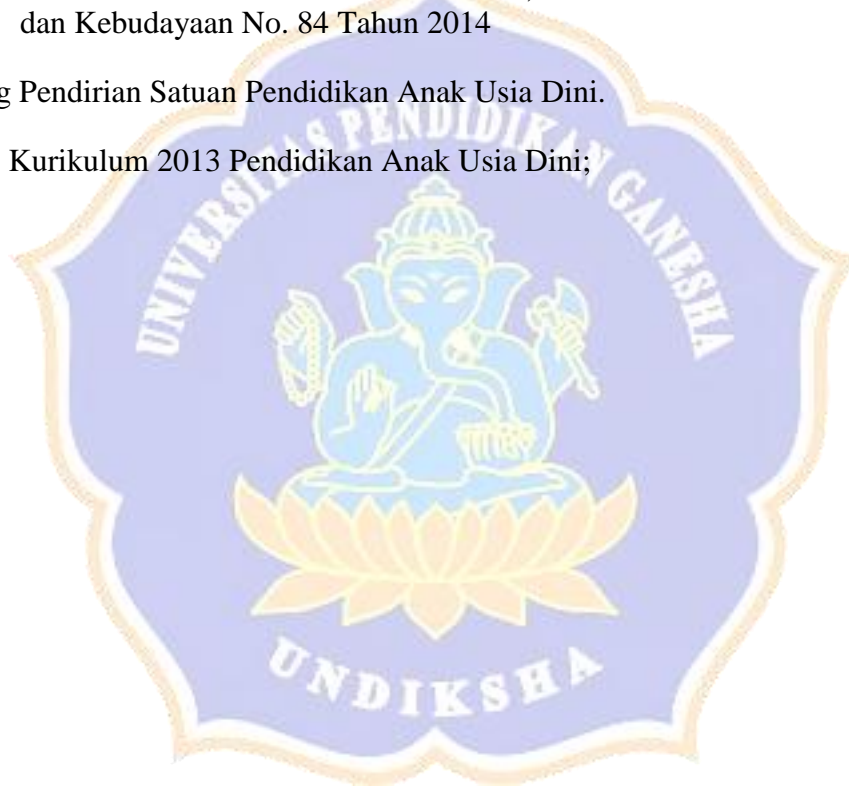 dan Kebudayaan No. 84 Tahun 2014
g Pendirian Satuan Pendidikan Anak Usia Dini.
Kurikulum 2013 Pendidikan Anak Usia Dini;
UNIVERSITAS PENDIDIKAN GANESHA
UNDIKSHA